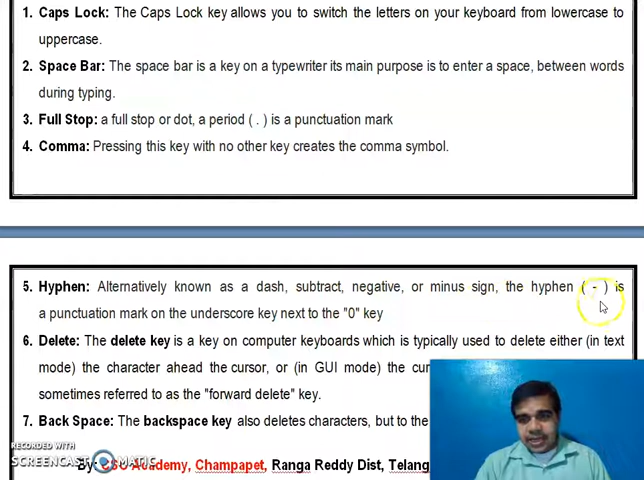 1. Caps Lock: The Caps Lock key allows you to switch the letters on your keyboard from lowercase to
uppercase.
2. Space Bar: The space bar is a key on a typewriter its main purpose is to enter a space, between words
during typing.
3. Full Stop: a full stop or dot, a period ( . ) is a punctuation mark
4. Comma: Pressing this key with no other key creates the comma symbol.
5. Hyphen: Alternatively known as a dash, subtract, negative, or minus sign, the hyphen ( - ) is
a punctuation mark on the underscore key next to the "0" key
6. Delete: The delete key is a key on computer keyboards which is typically used to delete either (in text
mode) the character ahead the cursor, or (in GUI mode) the
sometimes referred to as the "forward delete" key.
7. Back Space: The backspace key also deletes characters, but to the
RECORDED WITH
SCREENCAST MATIC
By: Academy, Champapet, Ranga Reddy Dist,